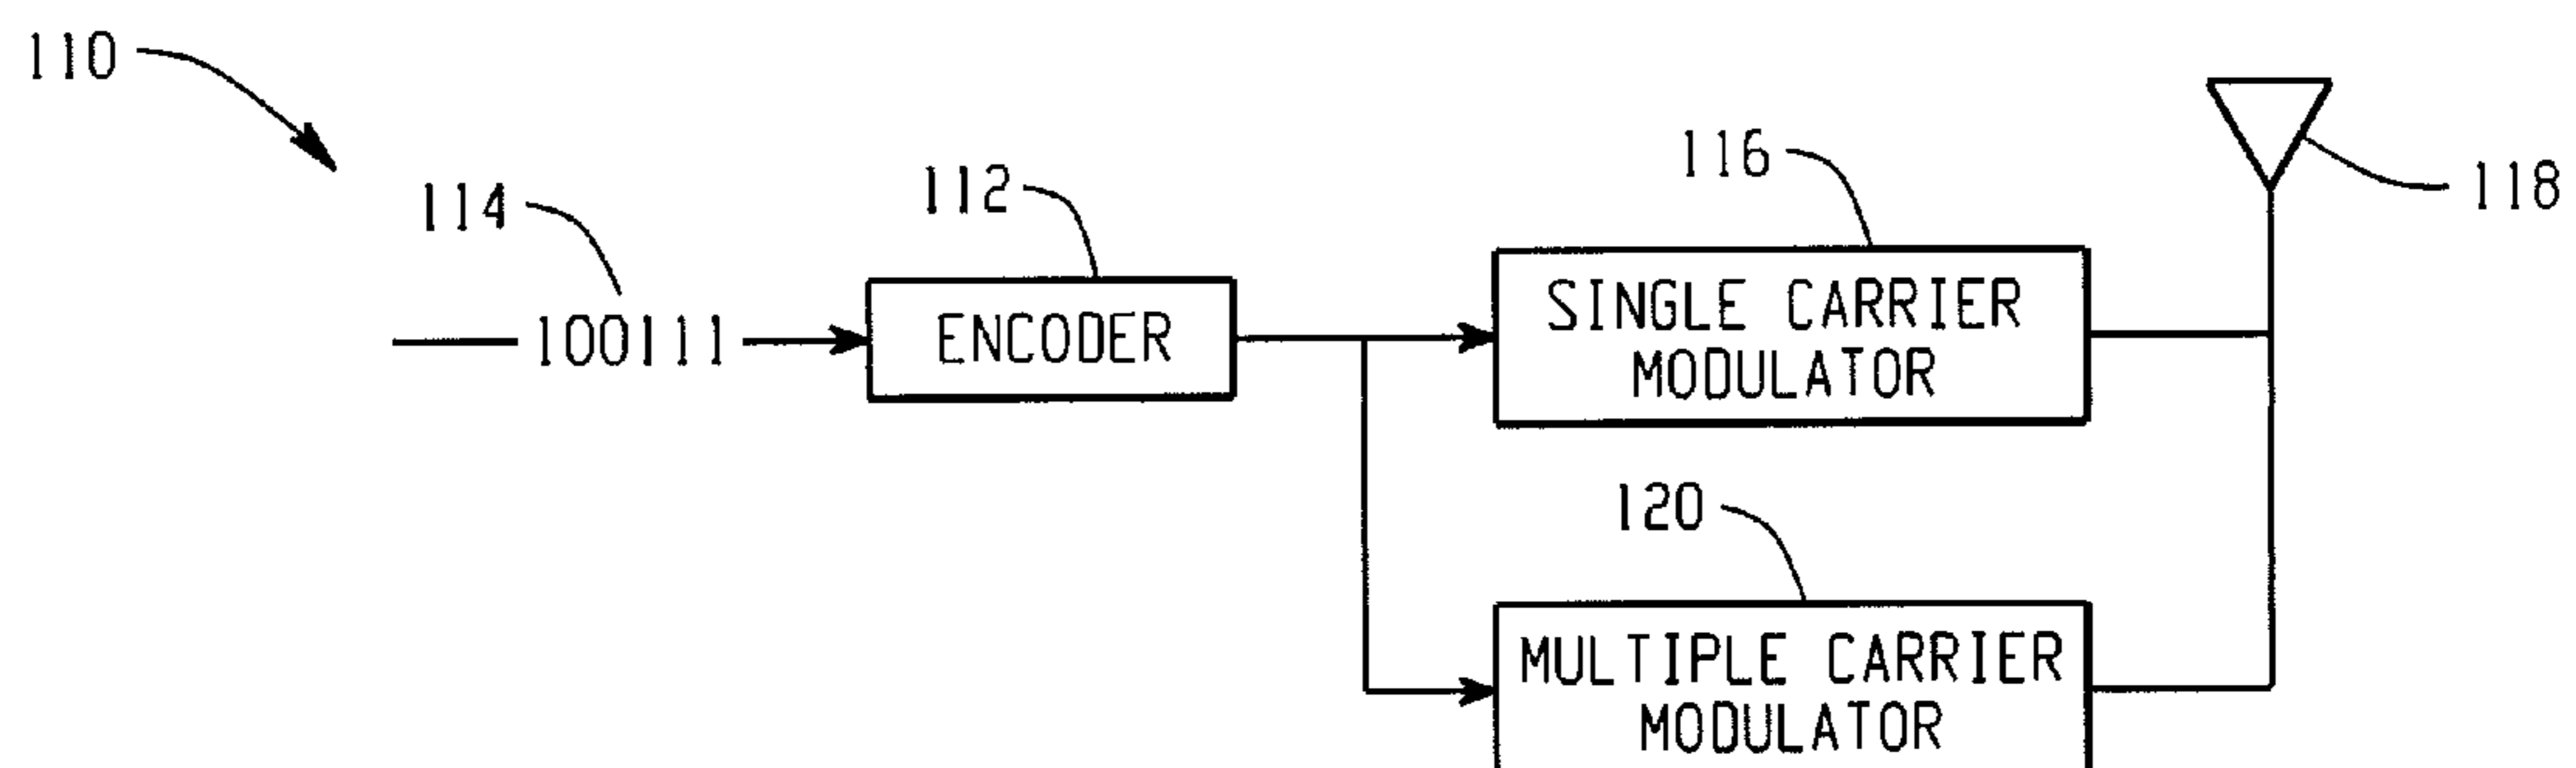 110
114
112
116
118
100111
ENCODER
SINGLE CARRIER
MODULATOR
120
MULTIPLE CARRIER
MODULATOR